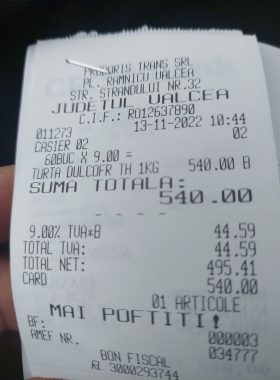 PRODORIS TRANS SRL
PL. RAMNICU VALCEA
STR. STRANDULUI NR.32
JUDETUL VALCEA
C.I.F.: RO12637890
011273 13-11-2022 10:44
CASIER 02 02
60BUC X 9.00 =
TURTA DULCOFR TH 1KG 540.00 B
SUMA TOTALA:
540.00
- - - -
9.00% TVA*B 44.59
TOTAL TVA: 44.59
TOTAL NET: 495.41
CARD 540.00
01 ARTICOLE
MAI POFTITI!
BF: 000003
AMEF NR. 034777
BON FISCAL
RL 3000293744